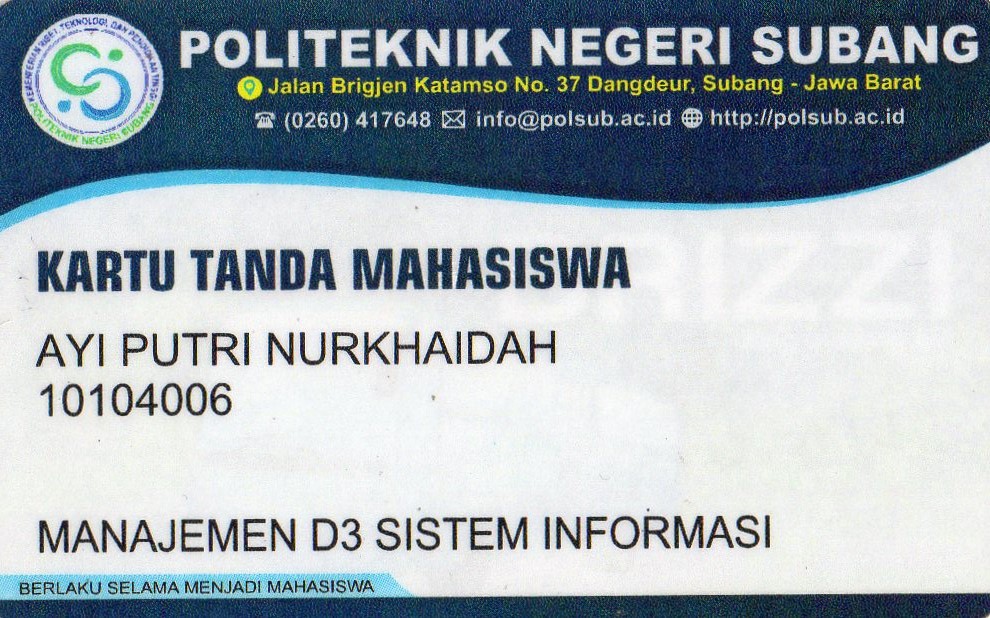 POLITEKNIK NEGERI SUBANG
Jalan Brigjen Katamso No. 37 Dangdeur, Subang - Jawa Barat
(0260) 417648 info@polsub.ac.id http://polsub.ac.id
KEMENTERIAN RISET, TEKNOLOGI, DAN PENDIDIKAN TINGGI
POLITEKNIK NEGERI SUBANG
KARTU TANDA MAHASISWA
AYI PUTRI NURKHAIDAH
10104006
MANAJEMEN D3 SISTEM INFORMASI
BERLAKU SELAMA MENJADI MAHASISWA